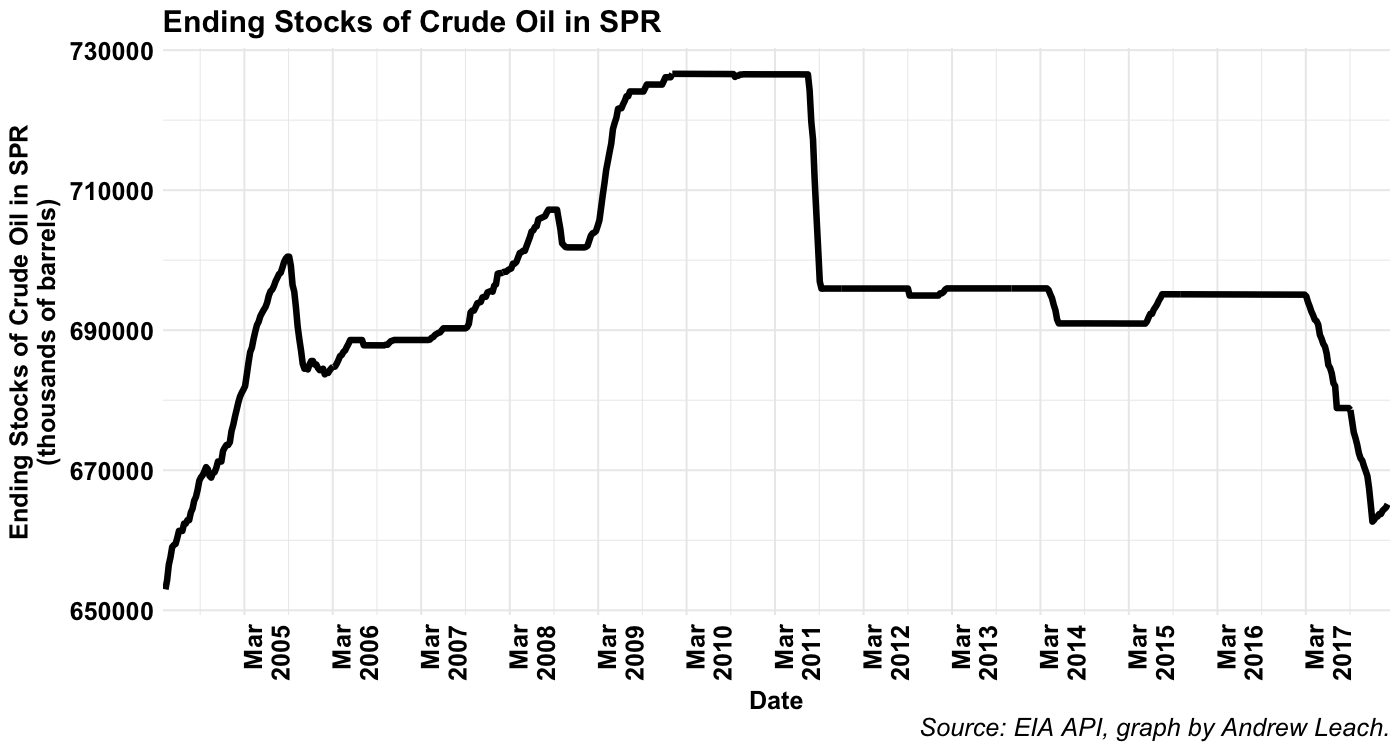 Ending Stocks of Crude Oil in SPR
Ending Stocks of Crude Oil in SPR
(thousands of barrels)
730000
710000
690000
670000
650000
Mar
2005
Mar
2006
Mar
2007
Mar
2008
Mar
2009
Mar
2010
Mar
2011
Mar
2012
Mar
2013
Mar
2014
Mar
2015
Mar
2016
Mar
2017
Date
Source: EIA API, graph by Andrew Leach.